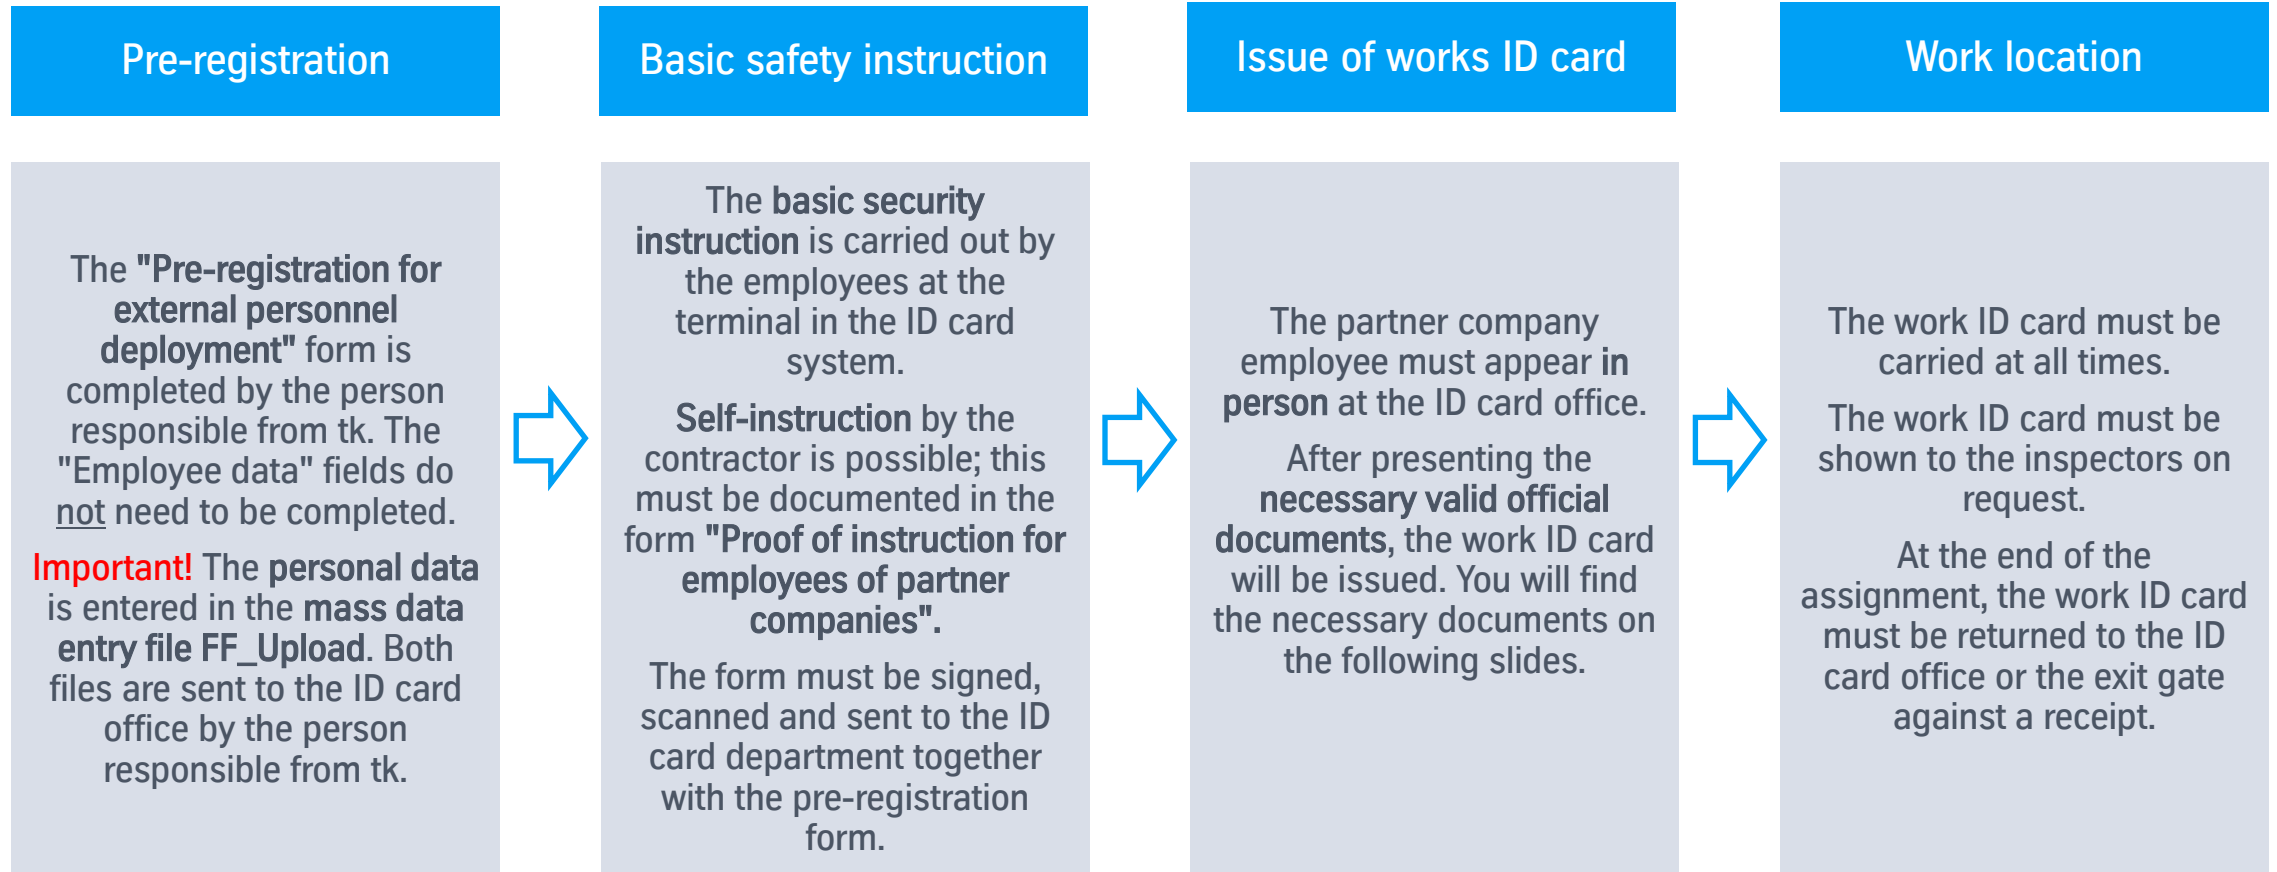 Pre-registration
The "Pre-registration for
external personnel
deployment" form is
completed by the person
responsible from tk. The
"Employee data" fields do
not need to be completed.
Important! The personal data
is entered in the mass data
entry file FF_Upload. Both
files are sent to the ID card
office by the person
responsible from tk.
Basic safety instruction
The basic security
instruction is carried out by
the employees at the
terminal in the ID card
system.
Self-instruction by the
contractor is possible; this
must be documented in the
form "Proof of instruction for
employees of partner
companies".
The form must be signed,
scanned and sent to the ID
card department together
with the pre-registration
form.
Issue of works ID card
The partner company
employee must appear in
person at the ID card office.
After presenting the
necessary valid official
documents, the work ID card
will be issued. You will find
the necessary documents on
the following slides.
Work location
The work ID card must be
carried at all times.
The work ID card must be
shown to the inspectors on
request.
At the end of the
assignment, the work ID card
must be returned to the ID
card office or the exit gate
against a receipt.